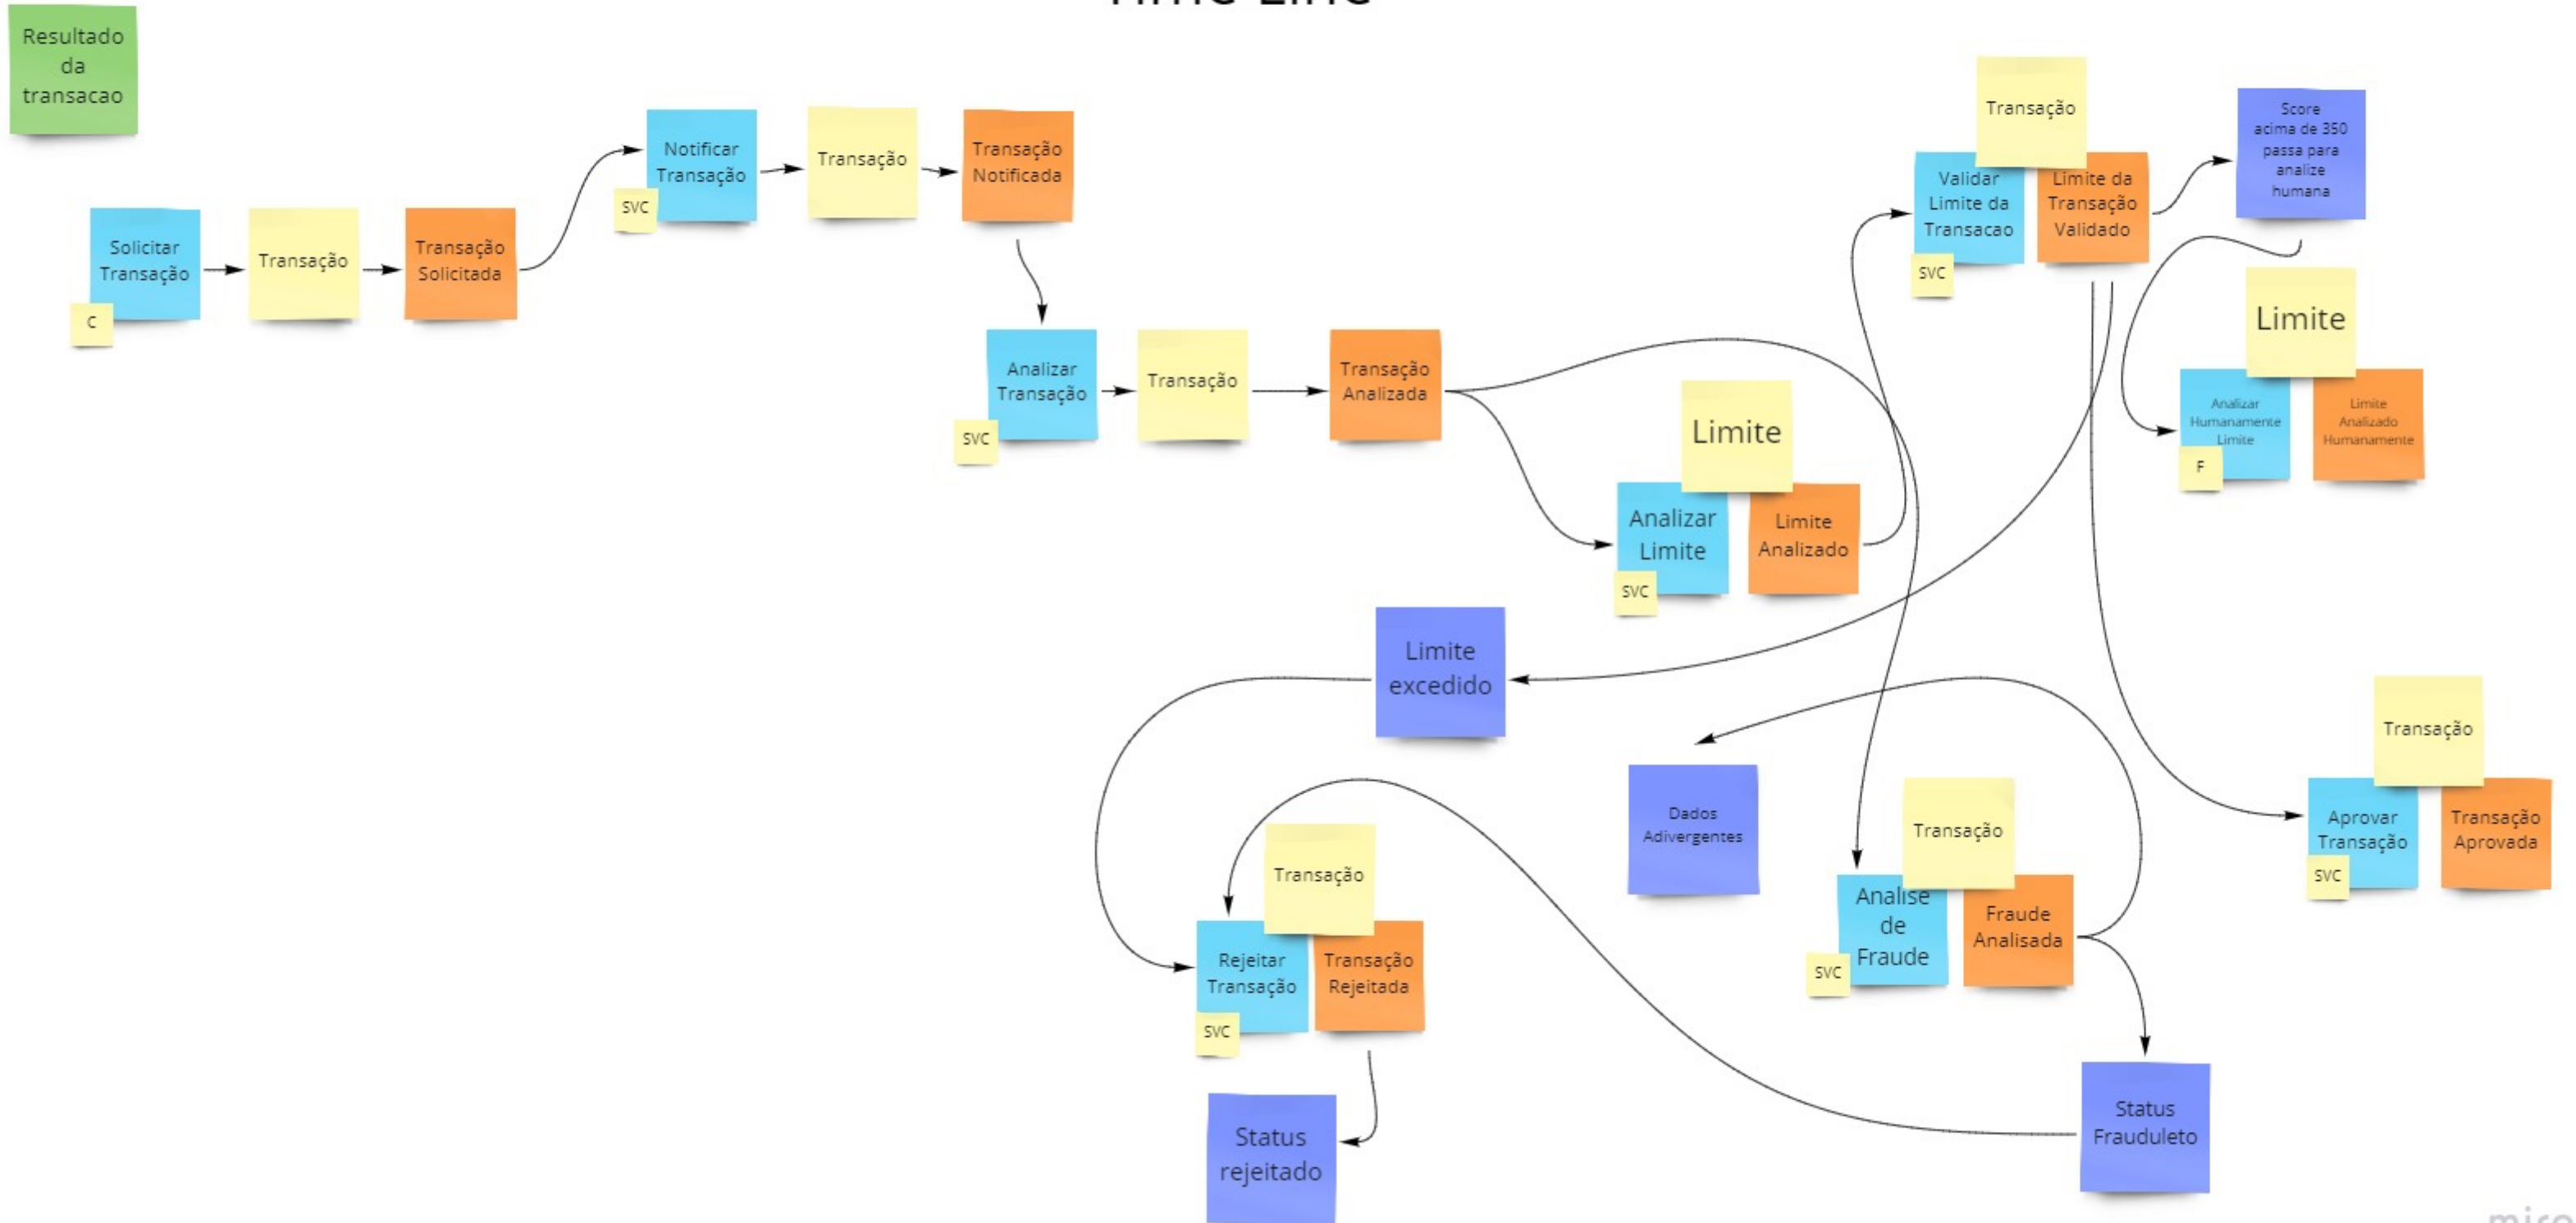 Time Line
Resultado
da
transacao
Solicitar
Transação
C
Transação
Transação
Solicitada
Notificar
Transação
SVC
Transação
Transação
Notificada
Analizar
Transação
SVC
Transação
Transação
Analizada
Limite
Analizar
Limite
SVC
Limite
Analizado
Transação
Validar
Limite da
Transacao
SVC
Limite da
Transação
Validado
Score
acima de 350
passa para
analize
humana
Limite
Analizar
Humanamente
Limite
F
Limite
Analizado
Humanamente
Limite
excedido
Dados
Adivergentes
Transação
Analise
de
Fraude
SVC
Fraude
Analisada
Transação
Aprovar
Transação
SVC
Transação
Aprovada
Transação
Rejeitar
Transação
SVC
Transação
Rejeitada
Status
rejeitado
Status
Frauduleto
miro